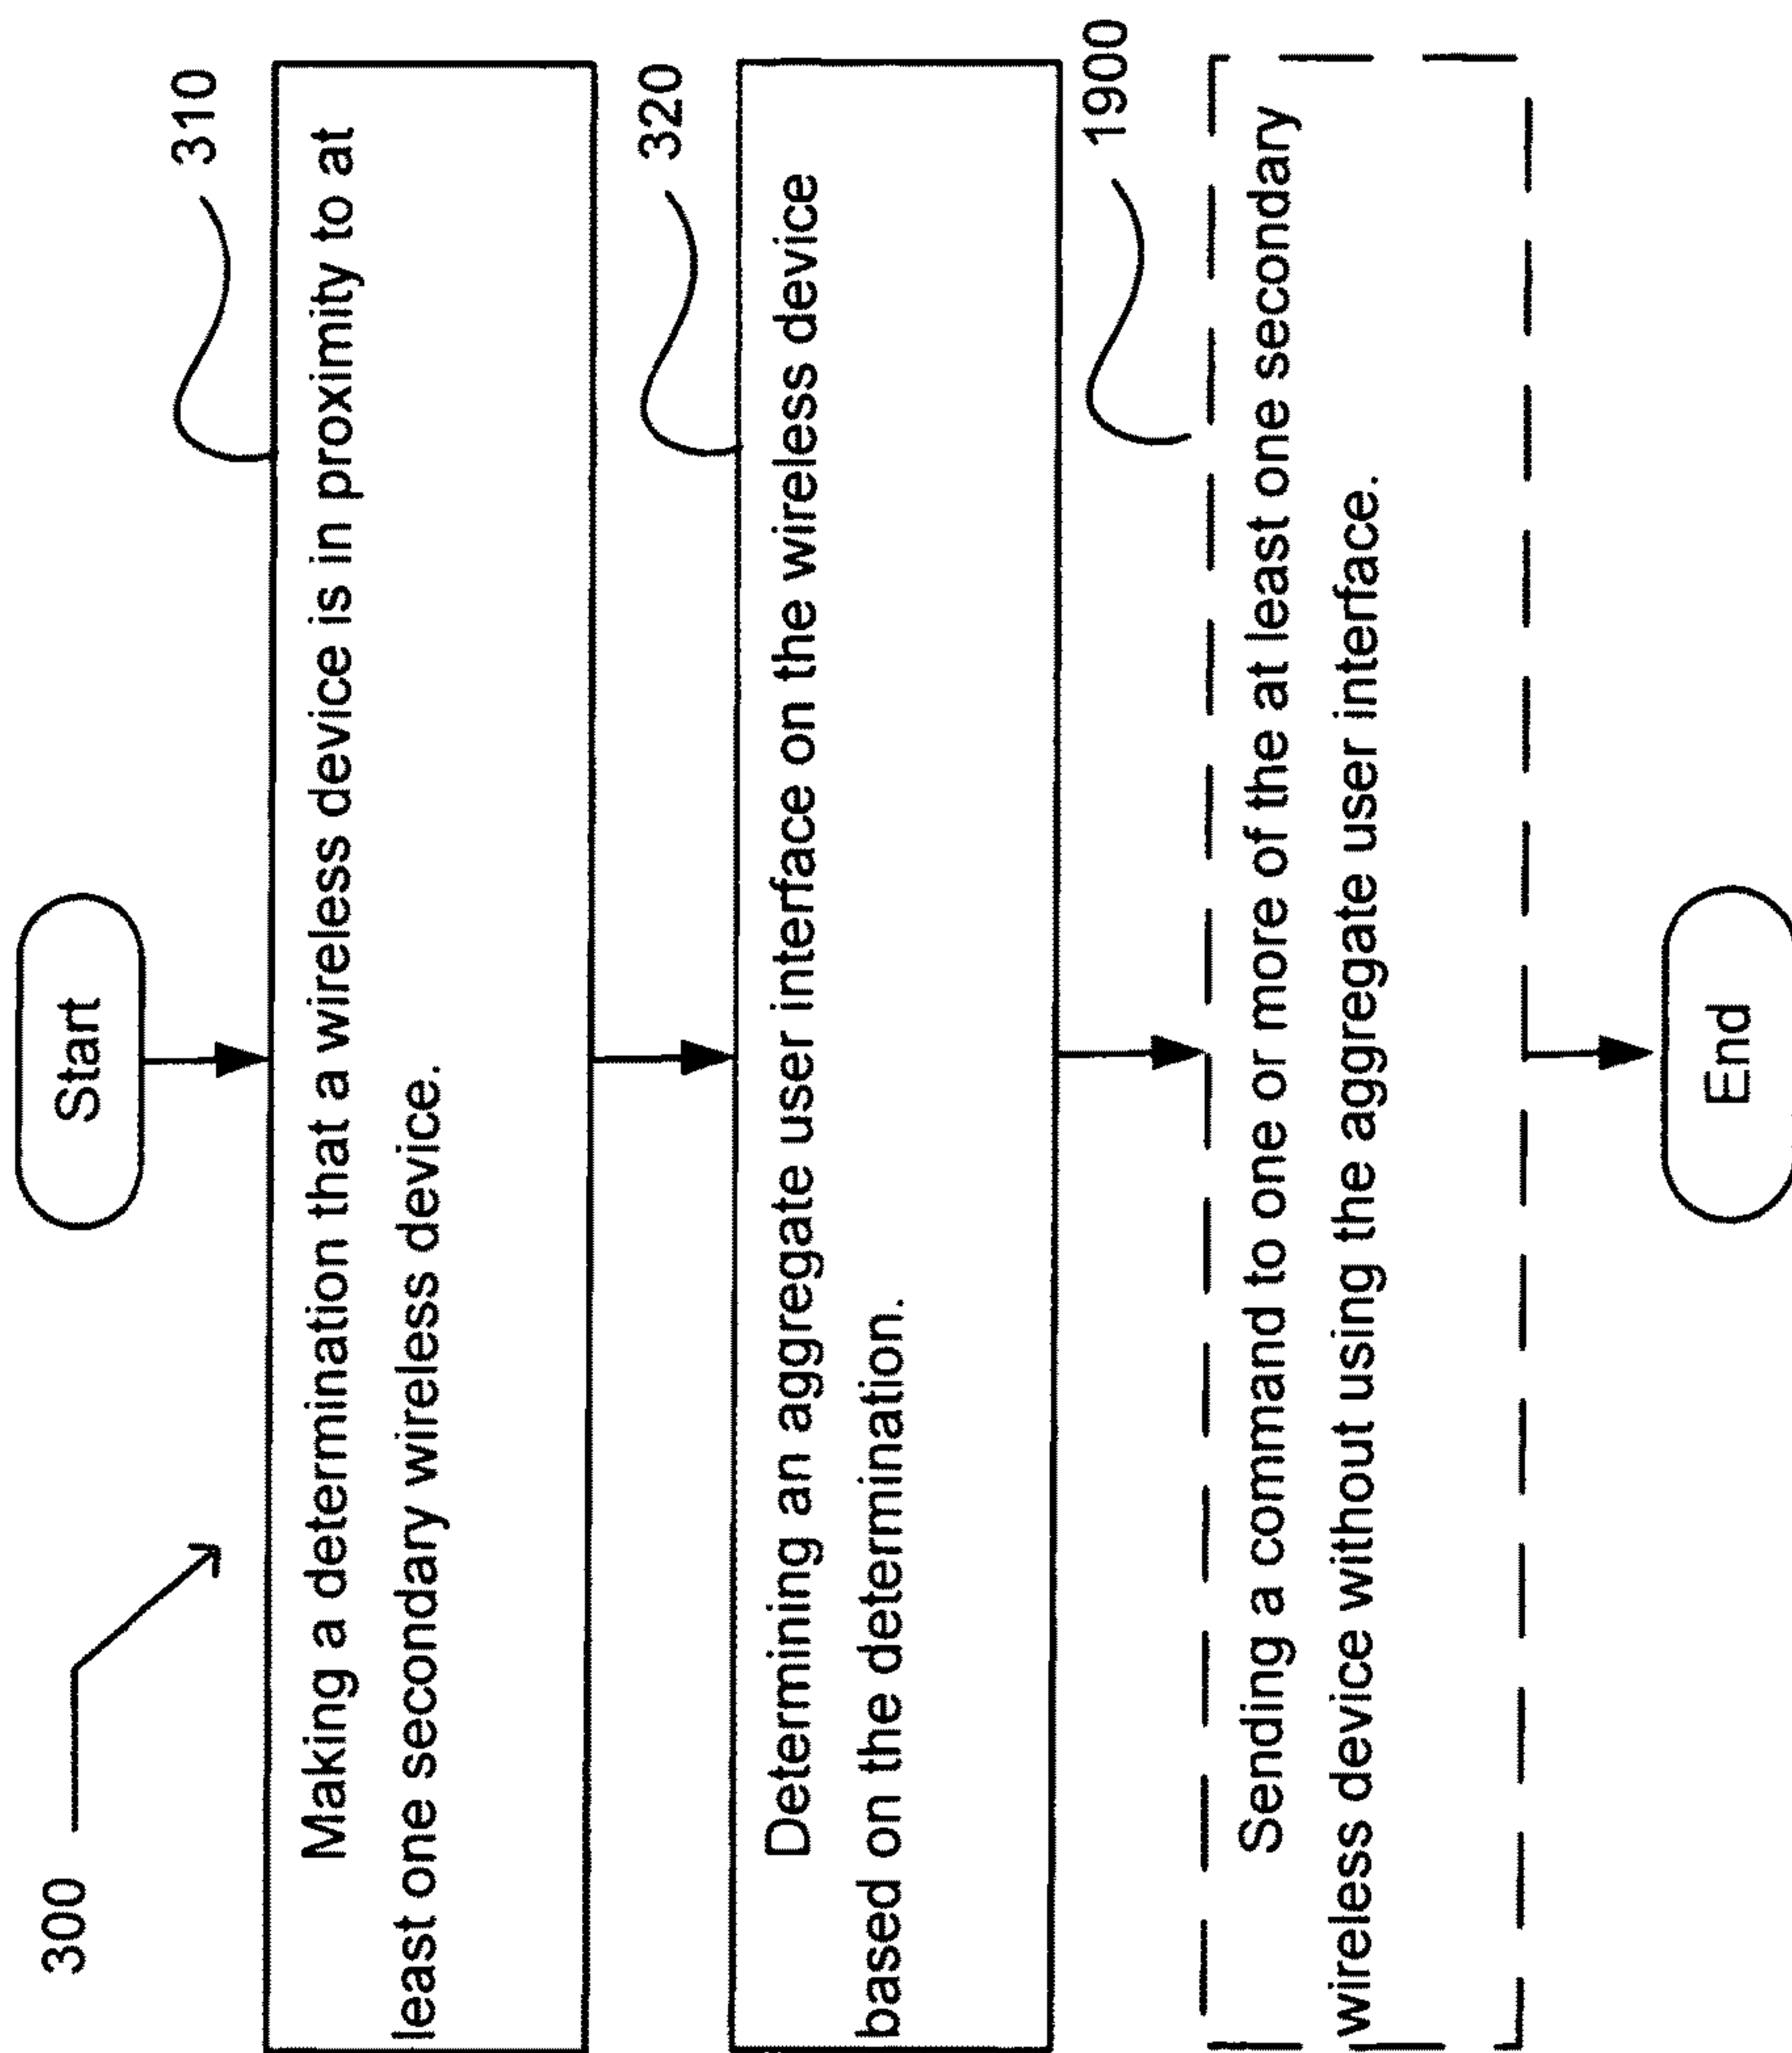 300
Start
310
Making a determination that a wireless device is in proximity to at
least one secondary wireless device.
320
Determining an aggregate user interface on the wireless device
based on the determination.
1900
Sending a command to one or more of the at least one secondary
wireless device without using the aggregate user interface.
End